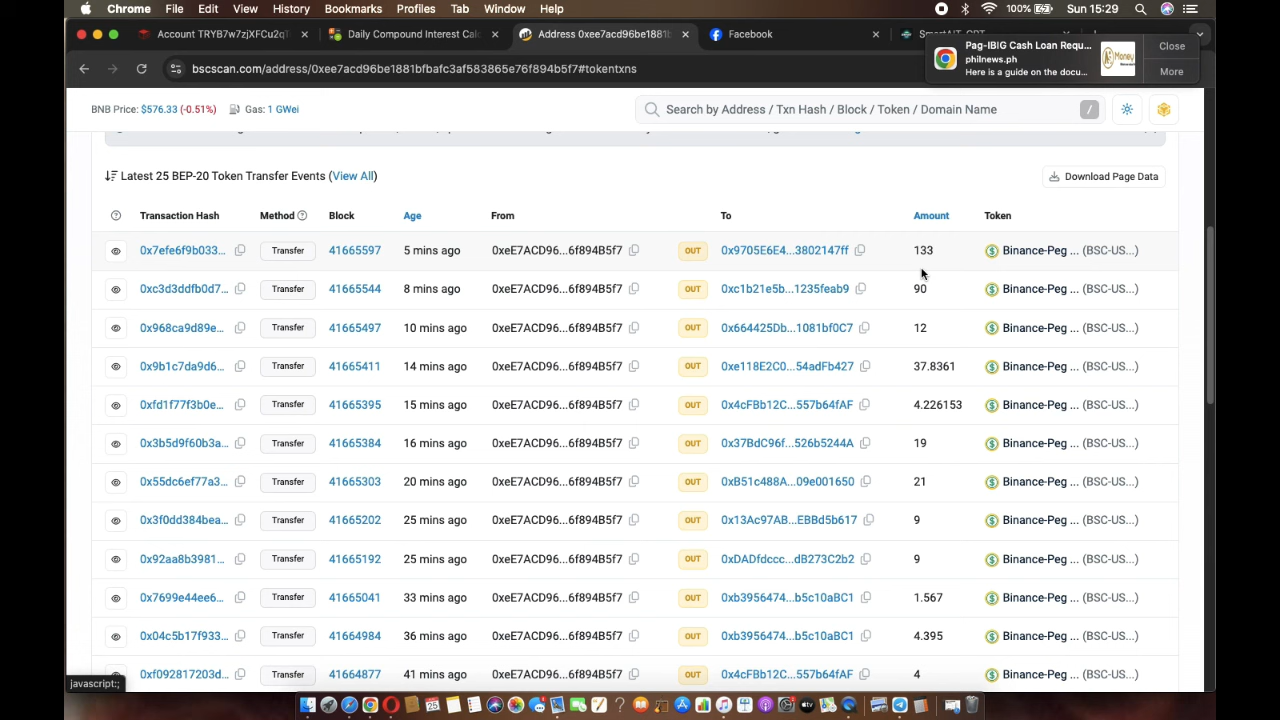 Chrome File Edit View History Bookmarks Profiles Tab Window Help 100% Sun 15:29
Account TRYB7w7zjXFCu2qT Daily Compound Interest Calc Address 0xee7acd96be1881b Facebook
Pag-IBIG Cash Loan Requ...
philnews.ph
Here is a guide on the docu...
Money
Close
More
bscscan.com/address/
BNB Price: $576.33 (-0.51%) Gas: 1 GWei
Search by Address / Txn Hash / Block / Token / Domain Name /
Latest 25 BEP-20 Token Transfer Events (View All) Download Page Data
Transaction Hash Method Block Age From To Amount Token
0x7efe6f9b033... Transfer 41665597 5 mins ago 0xeE7ACD96...6f894B5f7 OUT 0x9705E6E4...3802147ff 133 Binance-Peg ... (BSC-US...)
0xc3d3ddfb0d7... Transfer 41665544 8 mins ago 0xeE7ACD96...6f894B5f7 OUT 0xc1b21e5b...1235feab9 90 Binance-Peg ... (BSC-US...)
0x968ca9d89e... Transfer 41665497 10 mins ago 0xeE7ACD96...6f894B5f7 OUT 0x664425Db...1081bf0C7 12 Binance-Peg ... (BSC-US...)
0x9b1c7da9d6... Transfer 41665411 14 mins ago 0xeE7ACD96...6f894B5f7 OUT 0xe118E2C0...54adFb427 37.8361 Binance-Peg ... (BSC-US...)
0xfd1f77f3b0e... Transfer 41665395 15 mins ago 0xeE7ACD96...6f894B5f7 OUT 0x4cFBb12C...557b64fAF 4.226153 Binance-Peg ... (BSC-US...)
0x3b5d9f60b3a... Transfer 41665384 16 mins ago 0xeE7ACD96...6f894B5f7 OUT 0x37BdC96f...526b5244A 19 Binance-Peg ... (BSC-US...)
0x55dc6ef77a3... Transfer 41665303 20 mins ago 0xeE7ACD96...6f894B5f7 OUT 0xB51c488A...09e001650 21 Binance-Peg ... (BSC-US...)
0x3f0dd384bea... Transfer 41665202 25 mins ago 0xeE7ACD96...6f894B5f7 OUT 0x13Ac97AB...EBBd5b617 9 Binance-Peg ... (BSC-US...)
0x92aa8b3981... Transfer 41665192 25 mins ago 0xeE7ACD96...6f894B5f7 OUT 0xDADfdccc...dB273C2b2 9 Binance-Peg ... (BSC-US...)
0x7699e44ee6... Transfer 41665041 33 mins ago 0xeE7ACD96...6f894B5f7 OUT 0xb3956474...b5c10aBC1 1.567 Binance-Peg ... (BSC-US...)
0x04c5b17f933... Transfer 41664984 36 mins ago 0xeE7ACD96...6f894B5f7 OUT 0xb3956474...b5c10aBC1 4.395 Binance-Peg ... (BSC-US...)
0xf092817203d... Transfer 41664877 41 mins ago 0xeE7ACD96...6f894B5f7 OUT 0x4cFBb12C...557b64fAF 4 Binance-Peg ... (BSC-US...)
javascript:;